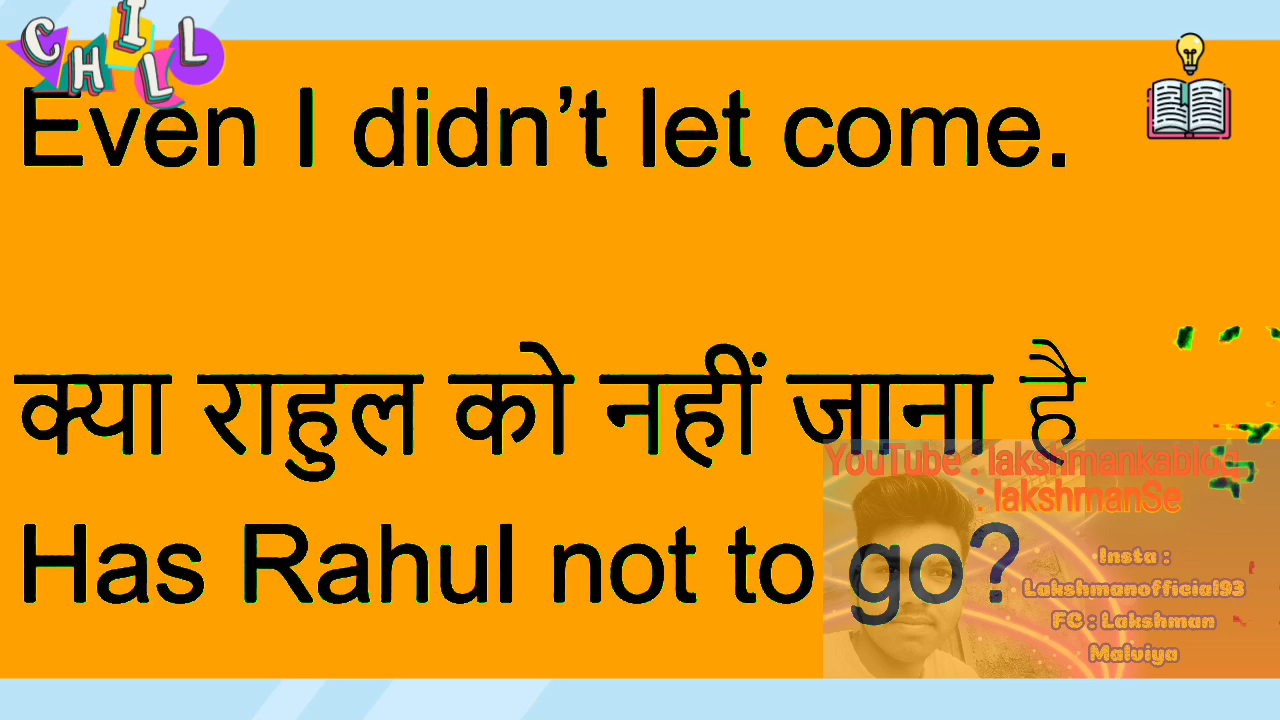 CHILL
Even I didn’t let come.
क्या राहुल को नहीं जाना है
YouTube : lakshmankablog
: lakshmanSe
Has Rahul not to go?
Insta :
Lakshmanofficial93
FC : Lakshman
Malviya